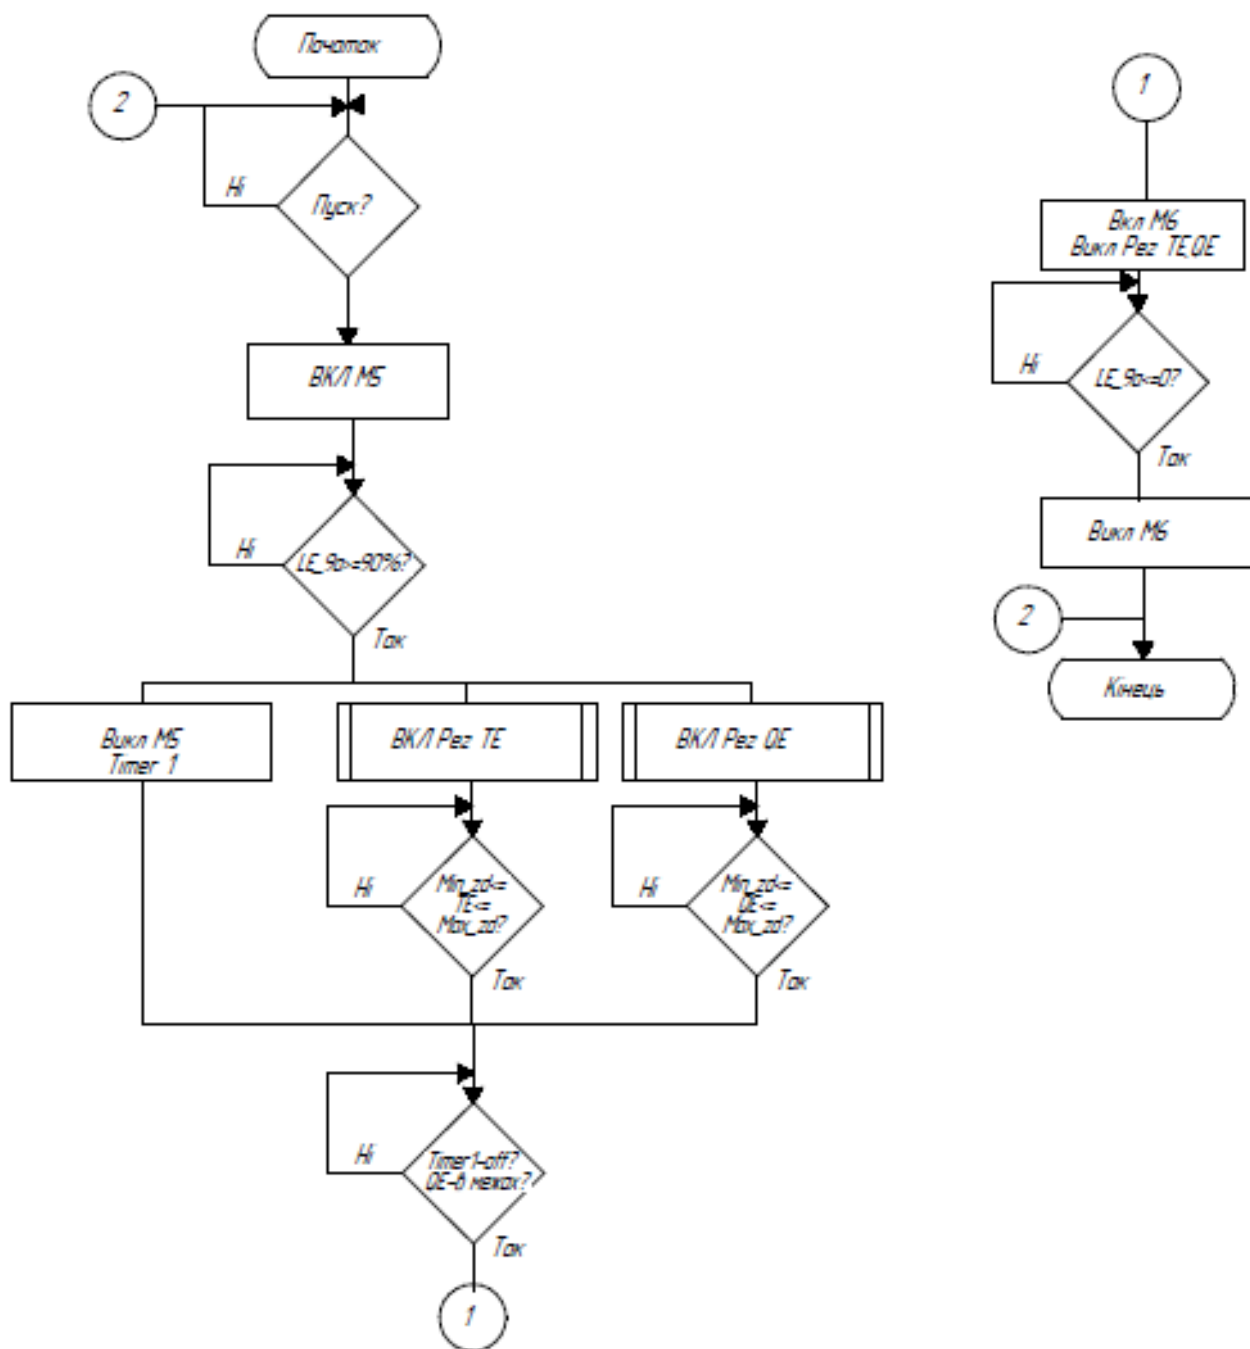 Початок
2
Ні
Пуск?
ВКЛ М5
Ні
LE_9a>=90%?
Так
Викл М5
Timer 1
ВКЛ Рег TE
ВКЛ Рег QE
Ні
Min_zd<=
TE<=
Max_zd?
Так
Ні
Min_zd<=
QE<=
Max_zd?
Так
Ні
Timer1-off?
QE-в межах?
Так
1
1
Вкл М6
Викл Рег TE,QE
Ні
LE_9a<=0?
Так
Викл М6
2
Кінець